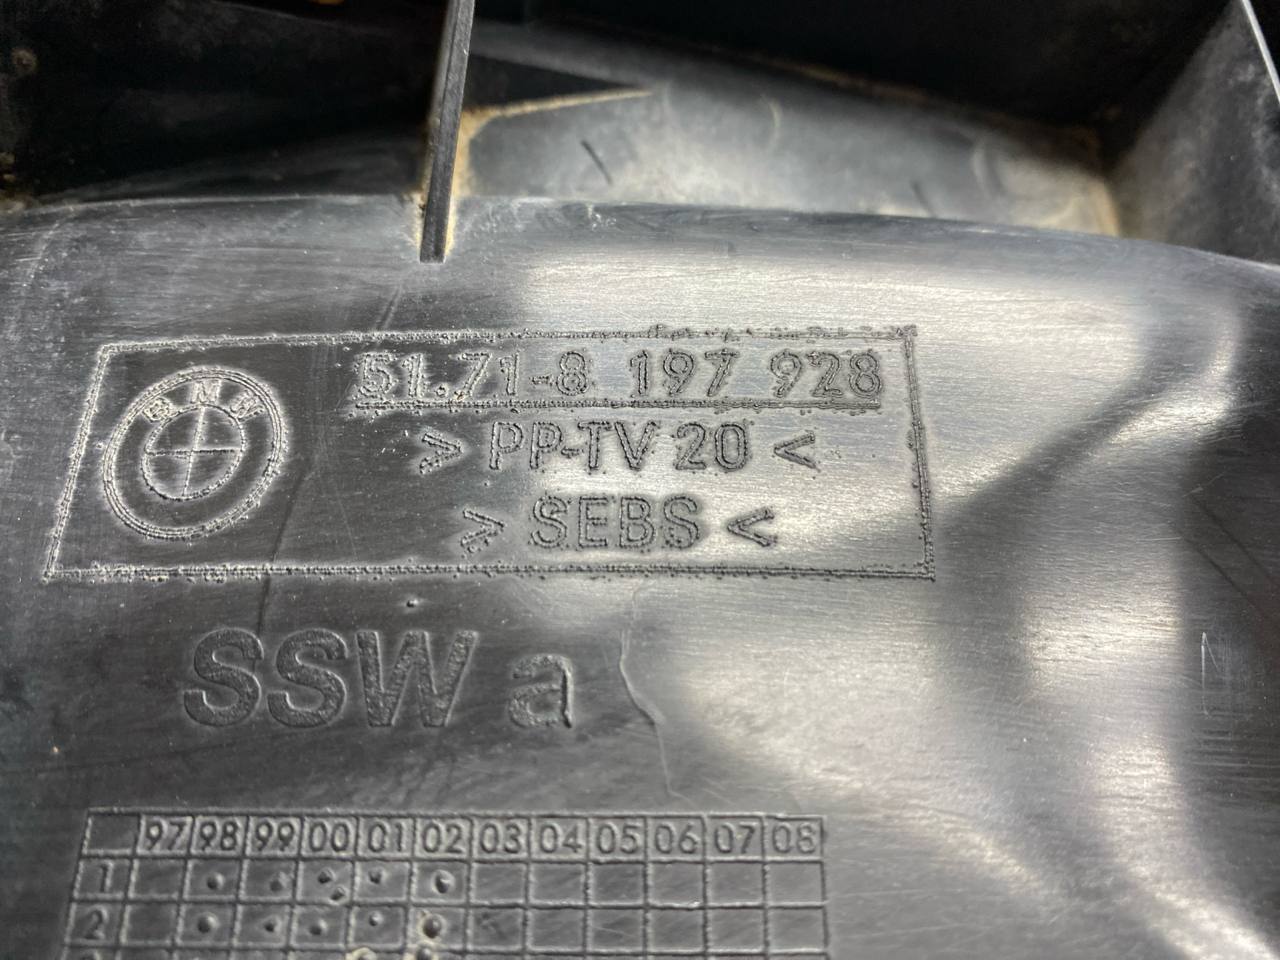 51.71-8 197 928
BMW
> PP-TV 20 <
> SEBS <
SSW a
97 98 99 00 01 02 03 04 05 06 07 08
1
2